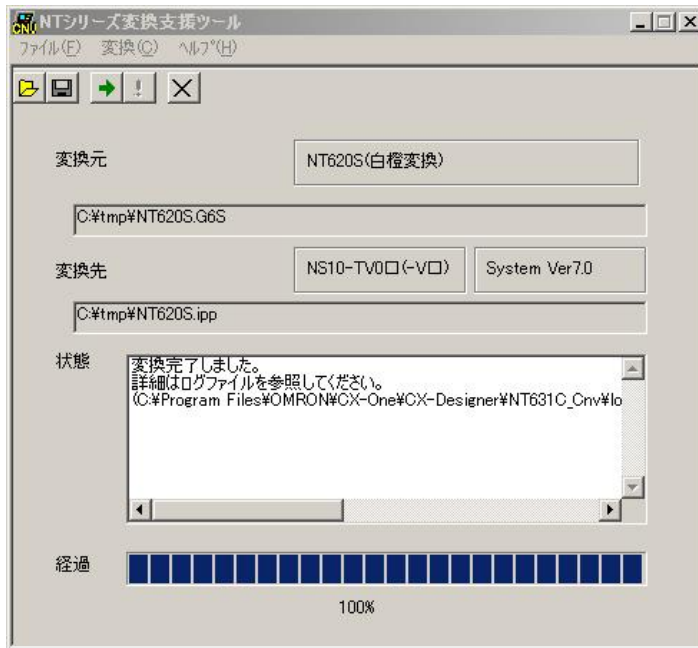 NTシリーズ変換支援ツール
ファイル(F) 変換(C) ヘルプ(H)
変換元 NT620S(白橙変換)
C:¥tmp¥NT620S.G6S
変換先 NS10-TV0□(-V□) System Ver7.0
C:¥tmp¥NT620S.ipp
状態 変換完了しました。
詳細はログファイルを参照してください。
(C:¥Program Files¥OMRON¥CX-One¥CX-Designer¥NT631C_Cnv¥lo
経過
100%